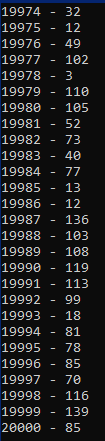 19974 - 32
19975 - 12
19976 - 49
19977 - 102
19978 - 3
19979 - 110
19980 - 105
19981 - 52
19982 - 73
19983 - 40
19984 - 77
19985 - 13
19986 - 12
19987 - 136
19988 - 103
19989 - 108
19990 - 119
19991 - 113
19992 - 99
19993 - 18
19994 - 81
19995 - 78
19996 - 85
19997 - 70
19998 - 116
19999 - 139
20000 - 85